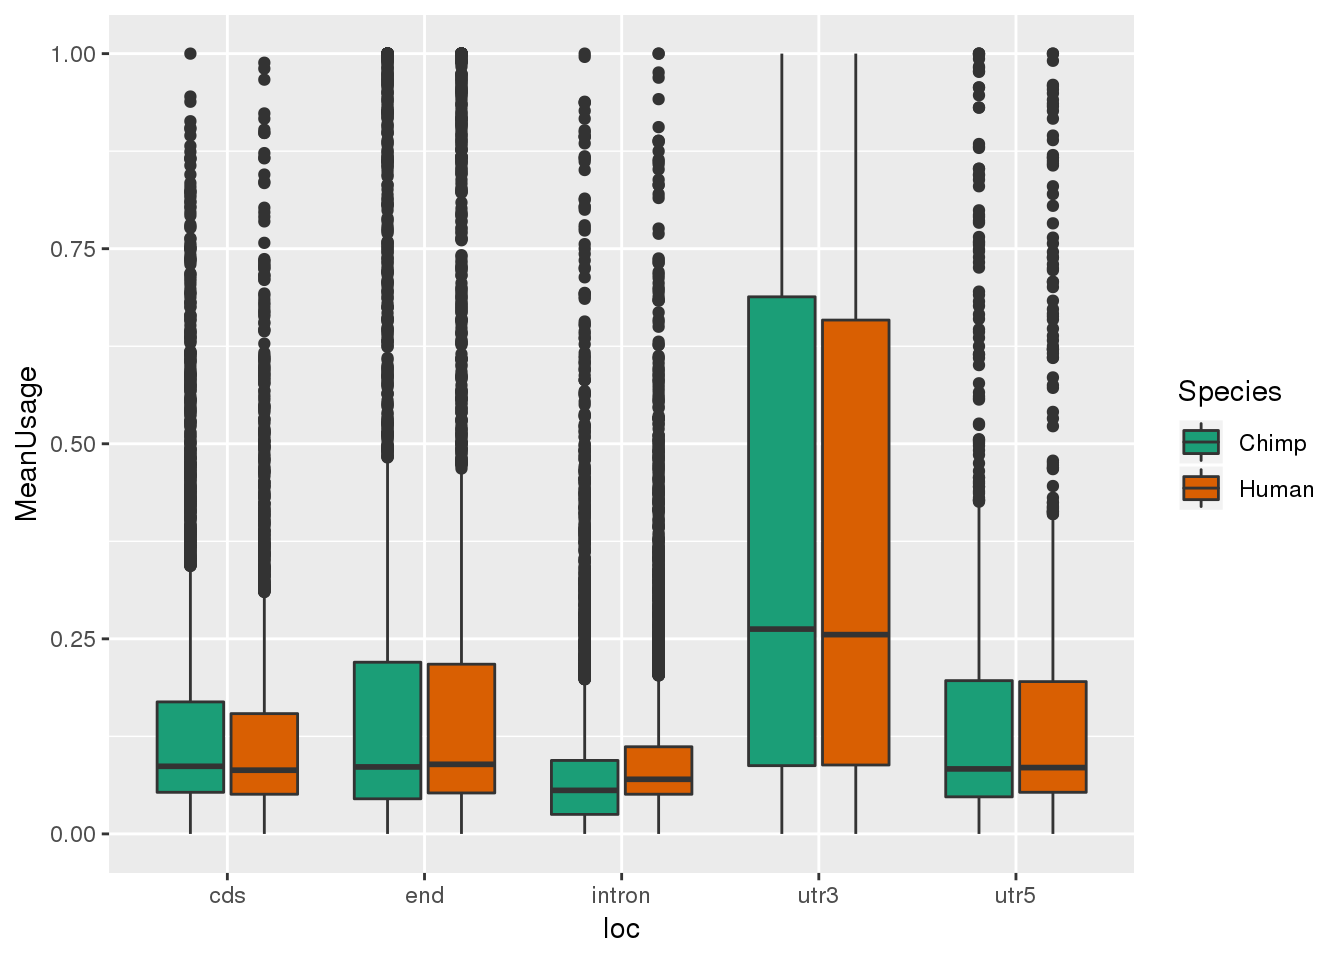 MeanUsage
1.00
0.75
0.50
0.25
0.00
cds end intron utr3 utr5
loc
Species
Chimp
Human